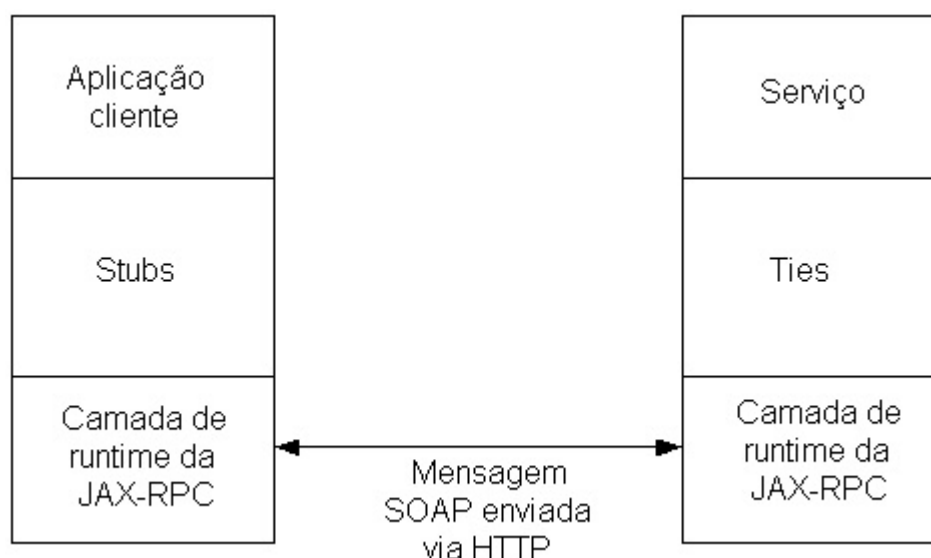 Aplicação
cliente
Stubs
Camada de
runtime da
JAX-RPC
Mensagem
SOAP enviada
via HTTP
Serviço
Ties
Camada de
runtime da
JAX-RPC